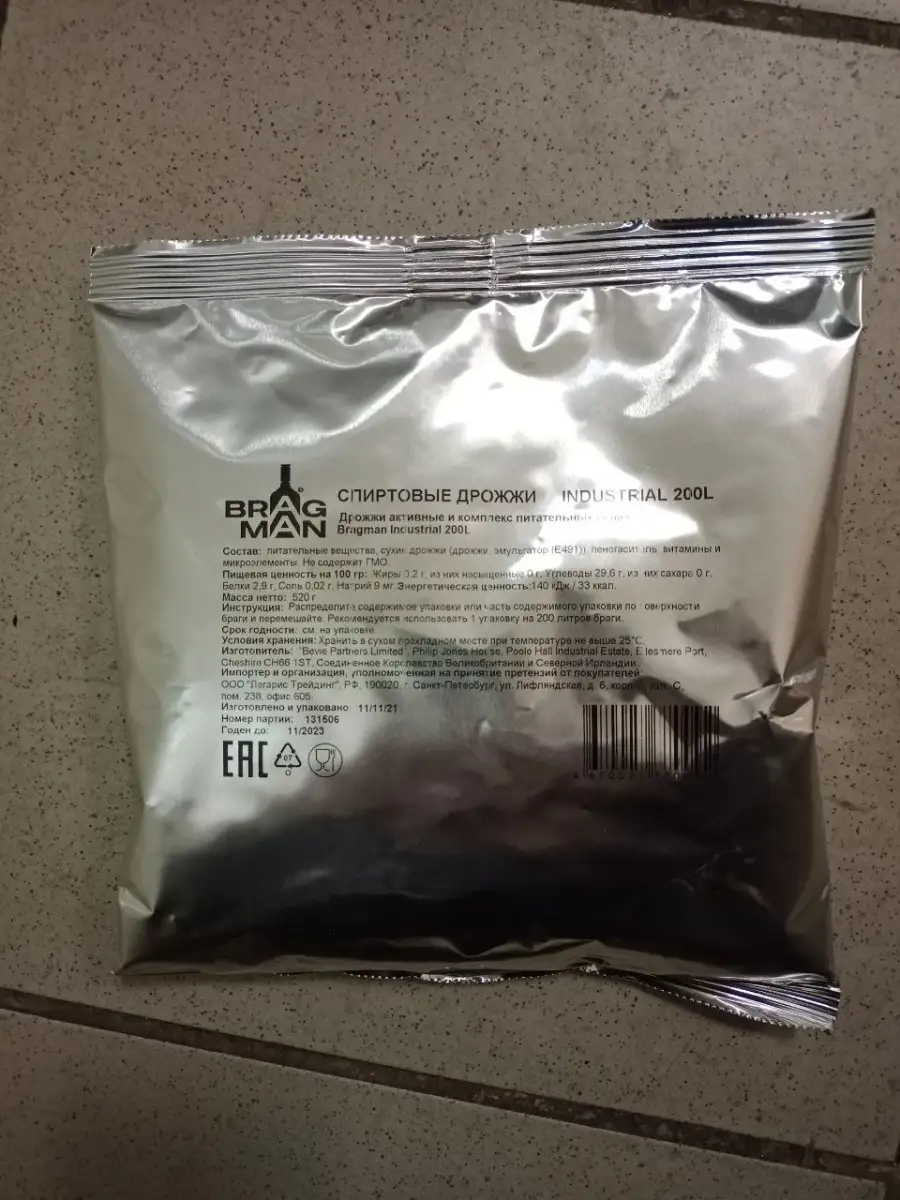 BRAG MAN
СПИРТОВЫЕ ДРОЖЖИ INDUSTRIAL 200L
Дрожжи активные и комплекс питательных
Bragman Industrial 200L
Состав: питательные вещества, сухие дрожжи (дрожжи, эмульгатор (E491)), пеногаситель, витамины и
микроэлементы. Не содержит ГМО.
Пищевая ценность на 100 гр: Жиры 0,2 г, из них насыщенные 0 г. Углеводы 29,6 г, из них сахара 0 г,
Белки 2,9 г, Соль 0,02 г. Натрий 9 мг. Энергетическая ценность:140 кДж / 33 ккал.
Масса нетто: 520 г
Инструкция: Распределите содержимое упаковки или часть содержимого упаковки по поверхности
браги и перемешайте. Рекомендуется использовать 1 упаковку на 200 литров браги.
Срок годности: см. на упаковке
Условия хранения: Хранить в сухом прохладном месте при температуре не выше 25°C.
Изготовитель: "Bevie Partners Limited", Philip Jones House, Poole Hall Industrial Estate, Ellesmere Port,
Cheshire CH66 1ST, Соединенное Королевство Великобритании и Северной Ирландии.
Импортер и организация, уполномоченная на принятие претензий от покупателей:
ООО "Лагарис Трейдинг", РФ, 190020, г. Санкт-Петербург, ул. Лифляндская, д. 6, корпус лит. С,
пом. 238, офис 605.
Изготовлено и упаковано: 11/11/21
Номер партии: 131506
Годен до: 11/2023
EAC 07